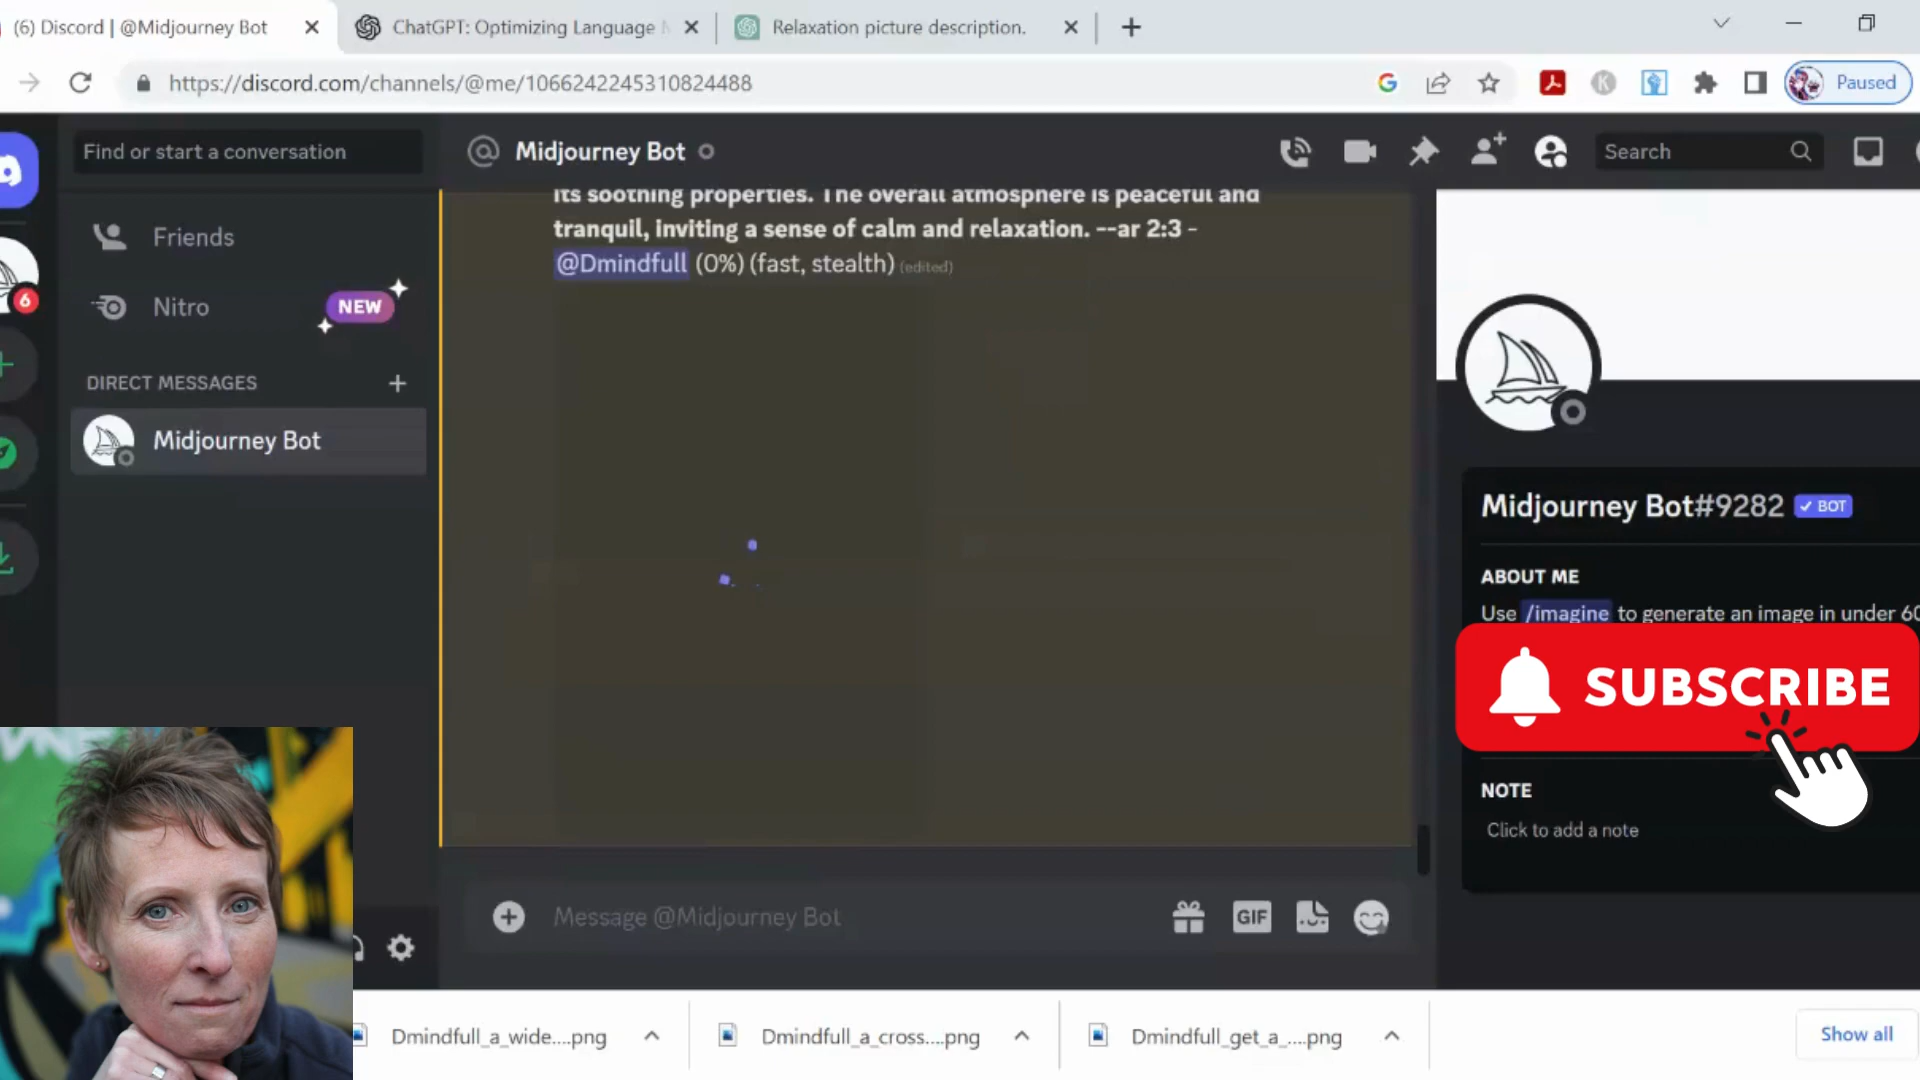 (6) Discord | @Midjourney Bot
ChatGPT: Optimizing Language
Relaxation picture description.
https://discord.com/channels/@me/1066242245310824488
Paused
Find or start a conversation
Midjourney Bot
Search
its soothing properties. The overall atmosphere is peaceful and
tranquil, inviting a sense of calm and relaxation. --ar 2:3 -
@Dmindfull (0%) (fast, stealth) (edited)
Friends
Nitro
NEW
6
DIRECT MESSAGES
Midjourney Bot
Midjourney Bot#9282
BOT
ABOUT ME
Use /imagine to generate an image in under 60
SUBSCRIBE
NOTE
Click to add a note
Message @Midjourney Bot
GIF
Dmindfull_a_wide....png
Dmindfull_a_cross....png
Dmindfull_get_a_....png
Show all